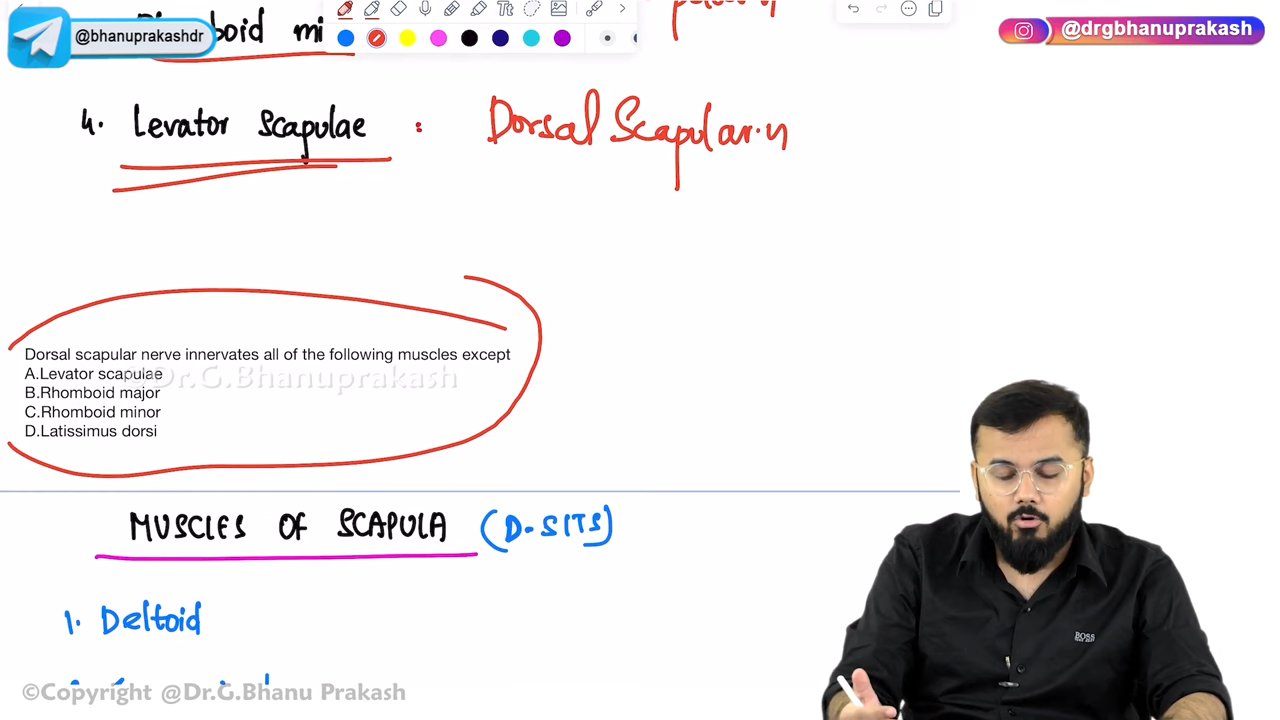 @bhanuprakashdr
@drgbhanuprakash
4. Levator Scapulae : Dorsal Scapular.n
Dorsal scapular nerve innervates all of the following muscles except
A.Levator scapulae
©Dr.G.Bhanuprakash
B.Rhomboid major
C.Rhomboid minor
D.Latissimus dorsi
MUSCLES OF SCAPULA (D-SITS)
1. Deltoid
BOSS
©Copyright @Dr.G.Bhanu Prakash